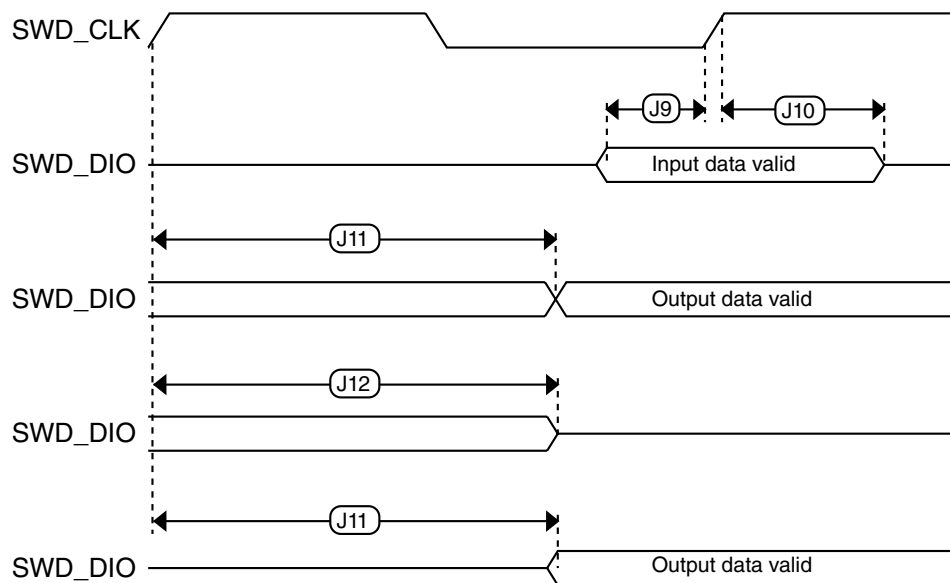 SWD_CLK
J9
J10
SWD_DIO
Input data valid
J11
SWD_DIO
Output data valid
J12
SWD_DIO
J11
SWD_DIO
Output data valid